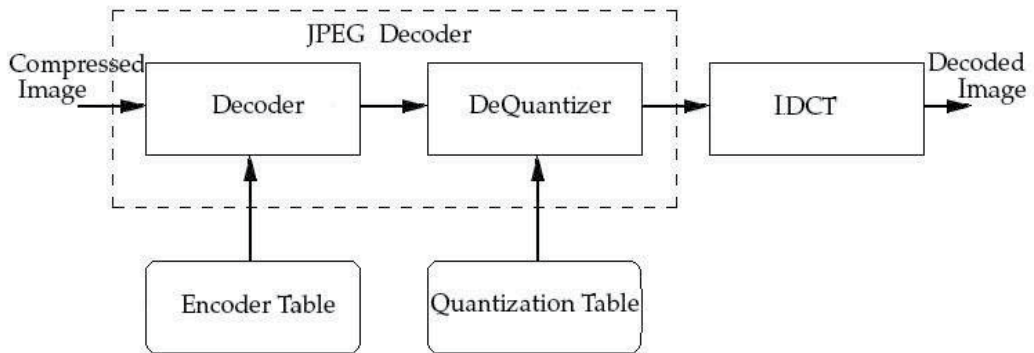 JPEG Decoder
Compressed
Image
Decoder
DeQuantizer
IDCT
Decoded
Image
Encoder Table
Quantization Table